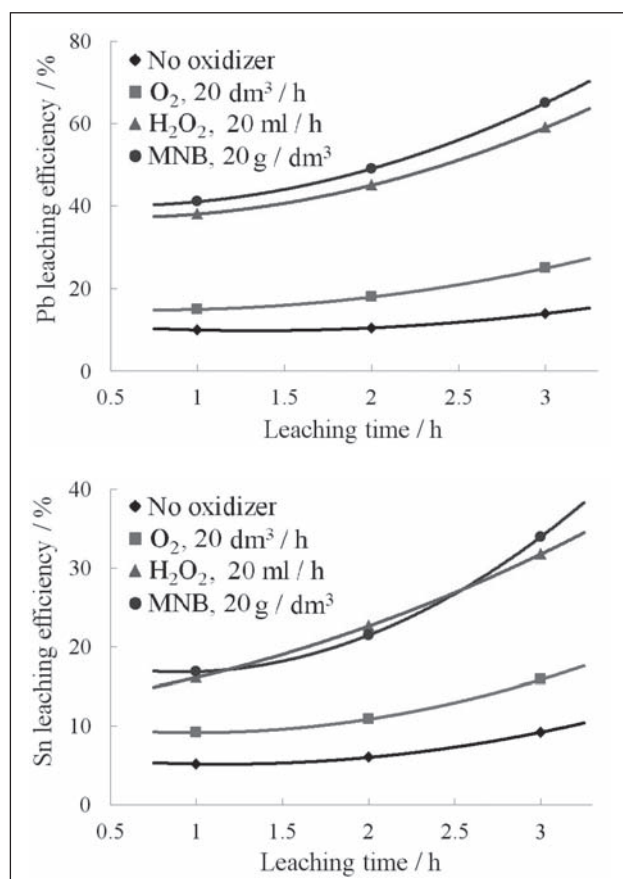 80
60
40
20
0
Pb leaching efficiency / %
No oxidizer
O₂, 20 dm³ / h
H₂O₂, 20 ml / h
MNB, 20 g / dm³
0.5 1 1.5 2 2.5 3
Leaching time / h
40
30
20
10
0
Sn leaching efficiency / %
No oxidizer
O₂, 20 dm³ / h
H₂O₂, 20 ml / h
MNB, 20 g / dm³
0.5 1 1.5 2 2.5 3
Leaching time / h